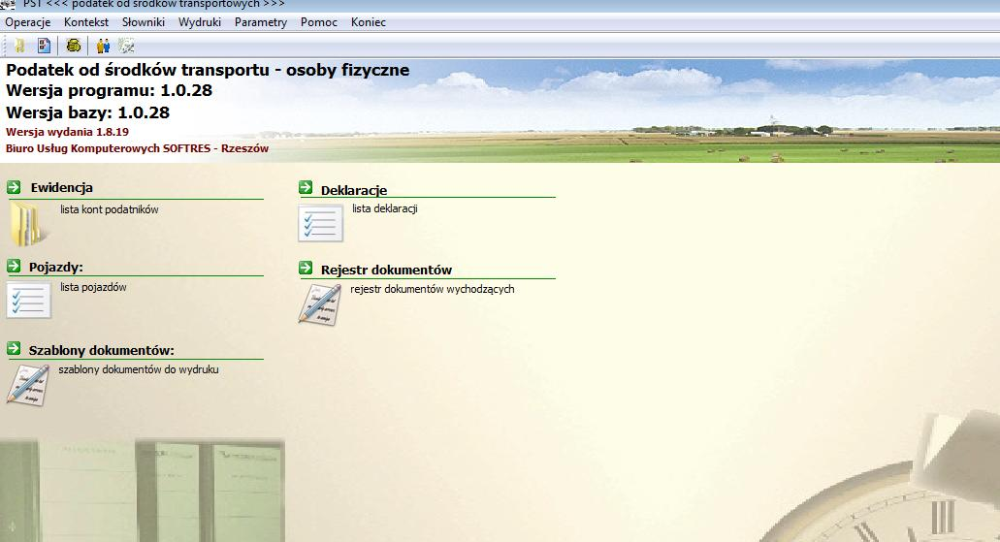 PST <<< podatek od środków transportowych >>>
Operacje Kontekst Słowniki Wydruki Parametry Pomoc Koniec
Podatek od środków transportu - osoby fizyczne
Wersja programu: 1.0.28
Wersja bazy: 1.0.28
Wersja wydania 1.8.19
Biuro Usług Komputerowych SOFTRES - Rzeszów
Ewidencja
lista kont podatników
Pojazdy:
lista pojazdów
Szablony dokumentów:
szablony dokumentów do wydruku
Deklaracje
lista deklaracji
Rejestr dokumentów
rejestr dokumentów wychodzących